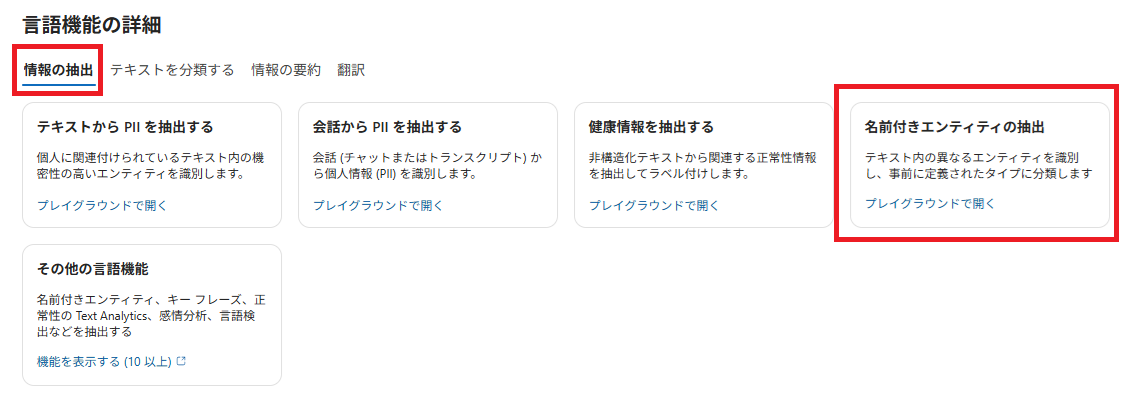 言語機能の詳細
情報の抽出 テキストを分類する 情報の要約 翻訳
テキストから PII を抽出する
個人に関連付けられているテキスト内の機
密性の高いエンティティを識別します。
プレイグラウンドで開く
会話から PII を抽出する
会話 (チャットまたはトランスクリプト) か
ら個人情報 (PII) を識別します。
プレイグラウンドで開く
健康情報を抽出する
非構造化テキストから関連する正常性情報
を抽出してラベル付けします。
プレイグラウンドで開く
名前付きエンティティの抽出
テキスト内の異なるエンティティを識別
し、事前に定義されたタイプに分類します
プレイグラウンドで開く
その他の言語機能
名前付きエンティティ、キー フレーズ、正
常性の Text Analytics、感情分析、言語検
出などを抽出する
機能を表示する (10 以上)